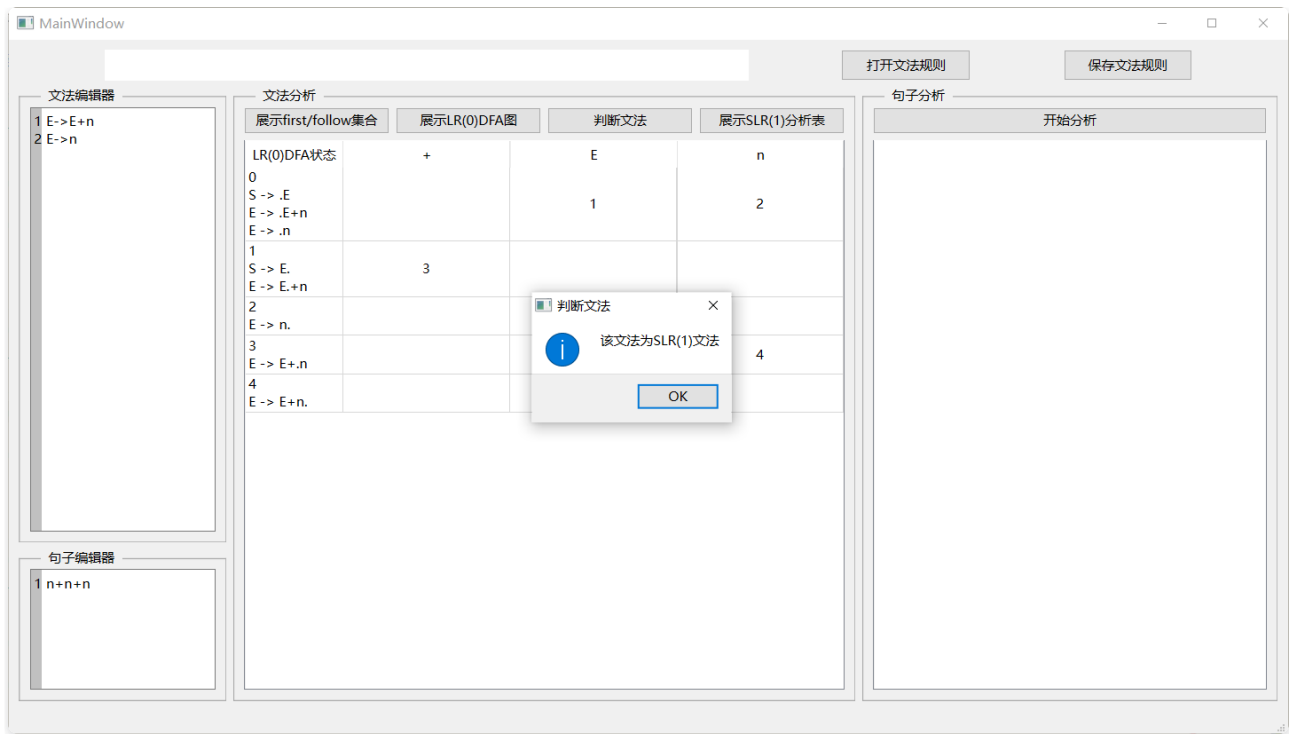 MainWindow
打开文法规则 保存文法规则
文法编辑器
1 E->E+n
2 E->n
句子编辑器
1 n+n+n
文法分析
展示first/follow集合 展示LR(0)DFA图 判断文法 展示SLR(1)分析表
LR(0)DFA状态 + E n
0
S -> .E
E -> .E+n
E -> .n
1 2
1
S -> E.
E -> E.+n
3
2
E -> n.
3
E -> E+.n
4
4
E -> E+n.
判断文法
该文法为SLR(1)文法
OK
句子分析
开始分析